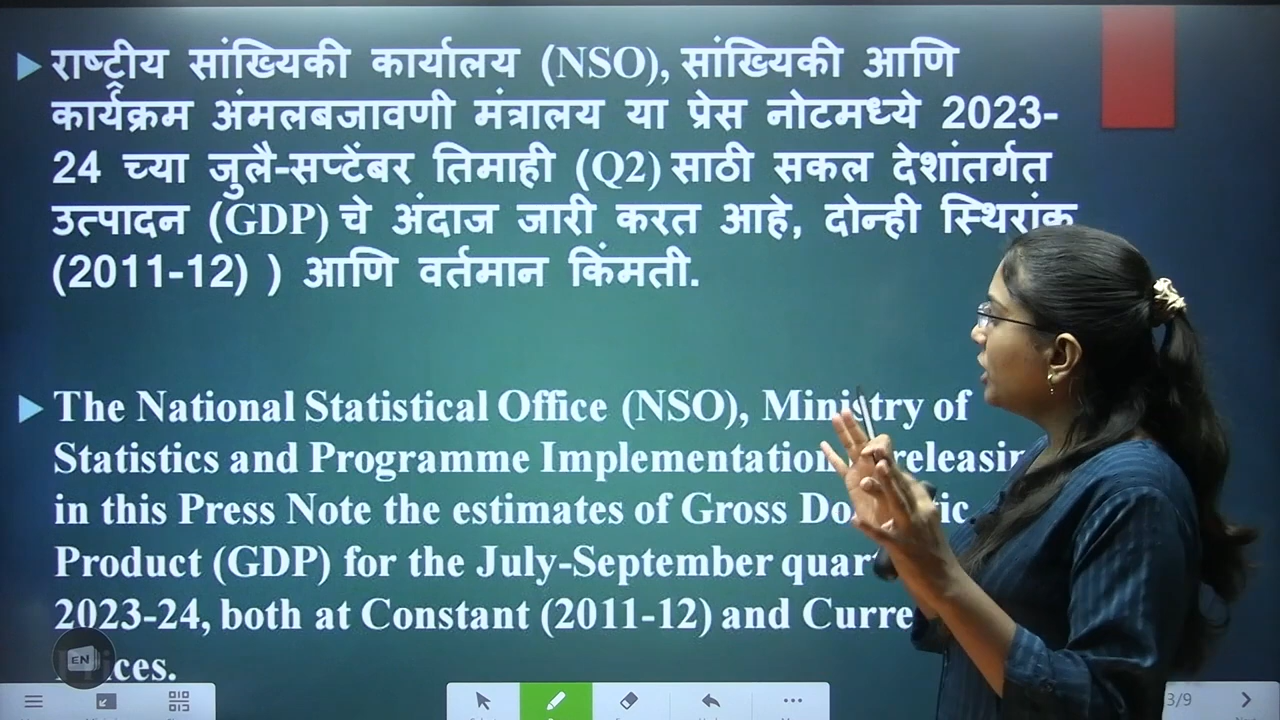 राष्ट्रीय सांख्यिकी कार्यालय (NSO), सांख्यिकी आणि
कार्यक्रम अंमलबजावणी मंत्रालय या प्रेस नोटमध्ये 2023-
24 च्या जुलै-सप्टेंबर तिमाही (Q2) साठी सकल देशांतर्गत
उत्पादन (GDP) चे अंदाज जारी करत आहे, दोन्ही स्थिरांक
(2011-12) ) आणि वर्तमान किंमती.
The National Statistical Office (NSO), Ministry of
Statistics and Programme Implementation
in this Press Note the estimates of Gross
Product (GDP) for the July-September
2023-24, both at Constant (2011-12) and
EN
3/9